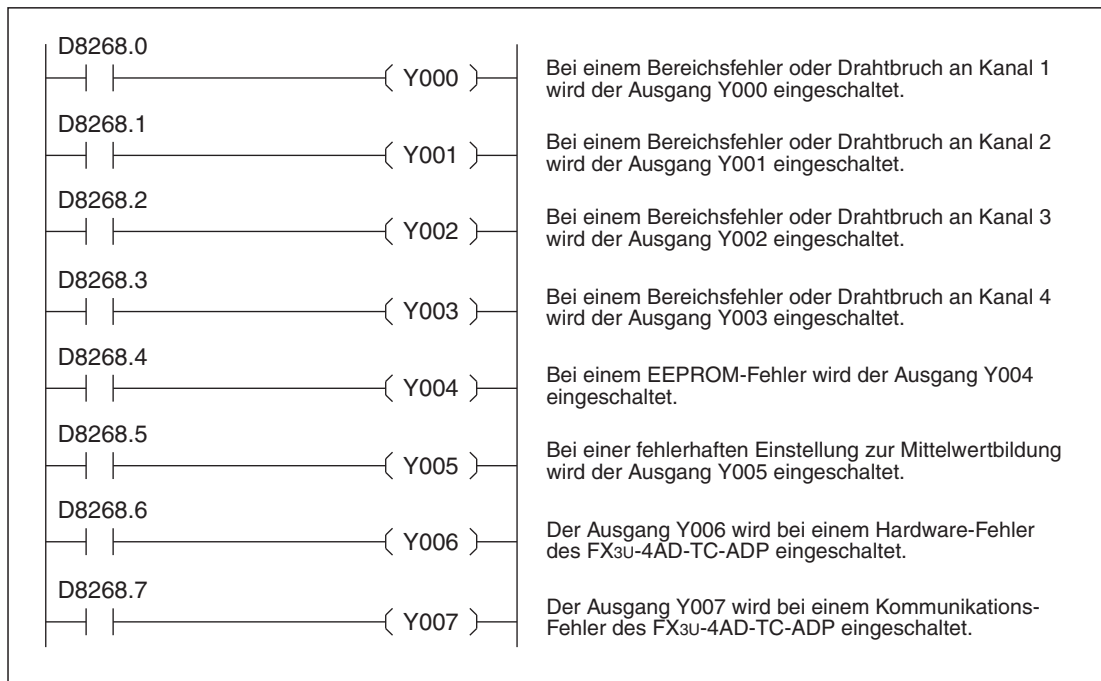 D8268.0
Y000
Bei einem Bereichsfehler oder Drahtbruch an Kanal 1
wird der Ausgang Y000 eingeschaltet.
D8268.1
Y001
Bei einem Bereichsfehler oder Drahtbruch an Kanal 2
wird der Ausgang Y001 eingeschaltet.
D8268.2
Y002
Bei einem Bereichsfehler oder Drahtbruch an Kanal 3
wird der Ausgang Y002 eingeschaltet.
D8268.3
Y003
Bei einem Bereichsfehler oder Drahtbruch an Kanal 4
wird der Ausgang Y003 eingeschaltet.
D8268.4
Y004
Bei einem EEPROM-Fehler wird der Ausgang Y004
eingeschaltet.
D8268.5
Y005
Bei einer fehlerhaften Einstellung zur Mittelwertbildung
wird der Ausgang Y005 eingeschaltet.
D8268.6
Y006
Der Ausgang Y006 wird bei einem Hardware-Fehler
des FX3U-4AD-TC-ADP eingeschaltet.
D8268.7
Y007
Der Ausgang Y007 wird bei einem Kommunikations-
Fehler des FX3U-4AD-TC-ADP eingeschaltet.